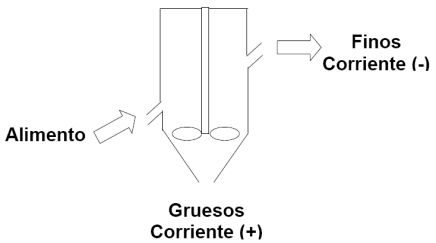 Finos
Corriente (-)
Alimento
Gruesos
Corriente (+)